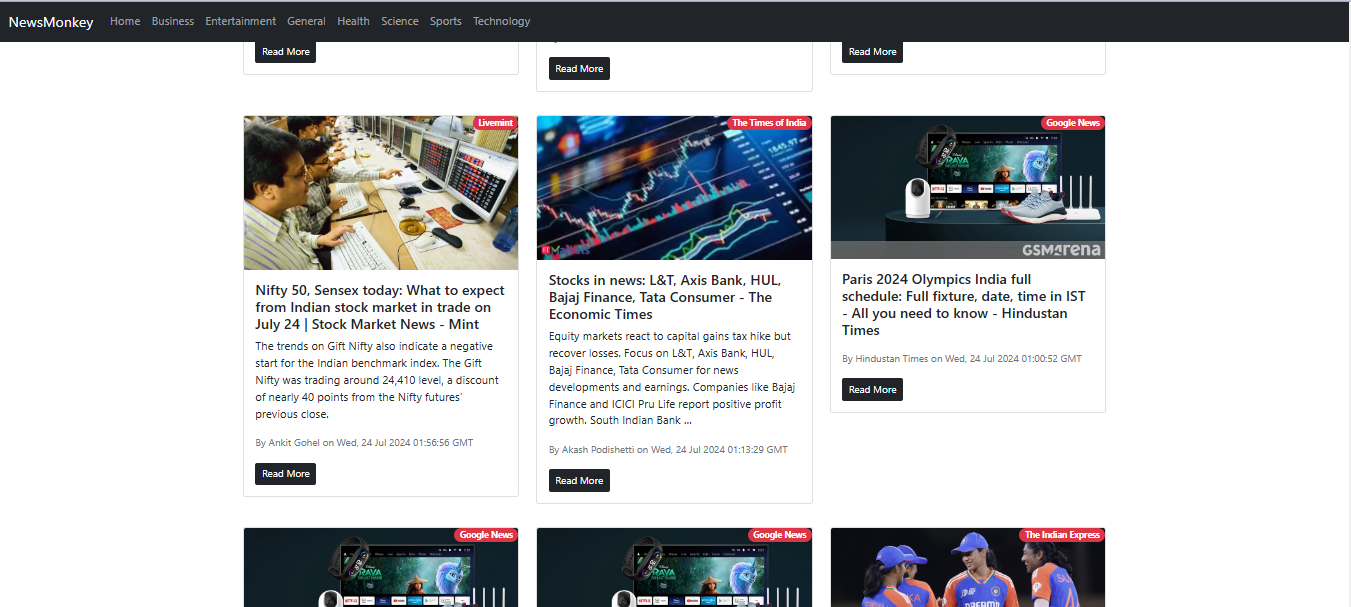 NewsMonkey Home Business Entertainment General Health Science Sports Technology
Read More
Read More
Read More
Livemint
Nifty 50, Sensex today: What to expect
from Indian stock market in trade on
July 24 | Stock Market News - Mint
The trends on Gift Nifty also indicate a negative
start for the Indian benchmark index. The Gift
Nifty was trading around 24,410 level, a discount
of nearly 40 points from the Nifty futures'
previous close.
By Ankit Gohel on Wed, 24 Jul 2024 01:56:56 GMT
Read More
The Times of India
1845.97
Stocks in news: L&T, Axis Bank, HUL,
Bajaj Finance, Tata Consumer - The
Economic Times
Equity markets react to capital gains tax hike but
recover losses. Focus on L&T, Axis Bank, HUL,
Bajaj Finance, Tata Consumer for news
developments and earnings. Companies like Bajaj
Finance and ICICI Pru Life report positive profit
growth. South Indian Bank ...
By Akash Podishetti on Wed, 24 Jul 2024 01:13:29 GMT
Read More
Google News
GSMarena
Paris 2024 Olympics India full
schedule: Full fixture, date, time in IST
- All you need to know - Hindustan
Times
By Hindustan Times on Wed, 24 Jul 2024 01:00:52 GMT
Read More
Google News
Google News
The Indian Express